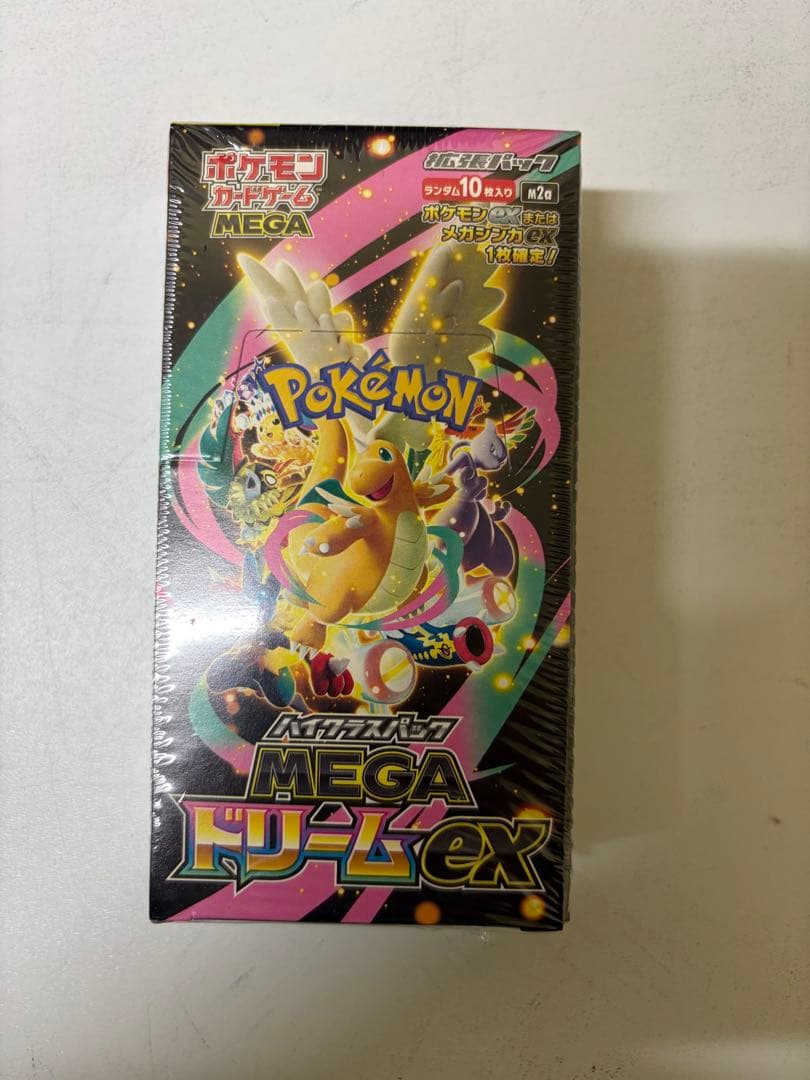 ポケモン
カードゲーム
MEGA
拡張パック
ランダム10枚入り
M2a
ポケモンexまたは
メガシンカex
1枚確定!
POKÉMON
TM
ハイクラスパック
MEGA
ドリームex